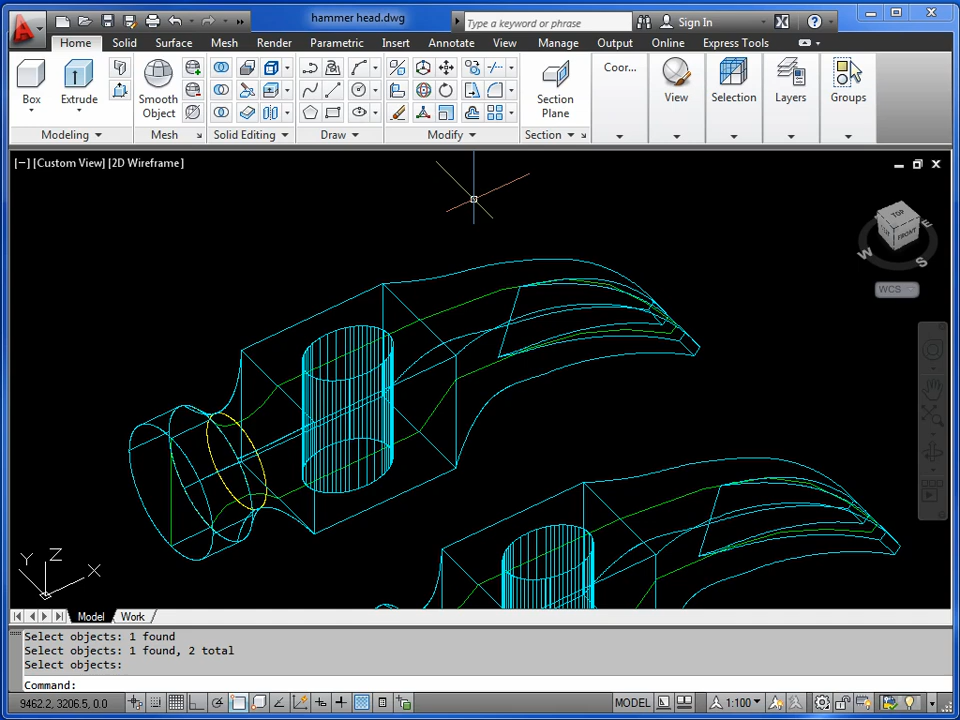 hammer head.dwg
Type a keyword or phrase
Sign In
Home Solid Surface Mesh Render Parametric Insert Annotate View Manage Output Online Express Tools
Box
Extrude
Smooth Object
Section Plane
Coor...
View
Selection
Layers
Groups
Modeling
Mesh
Solid Editing
Draw
Modify
Section
[−] [Custom View] [2D Wireframe]
TOP
FRONT
W
S
E
WCS
Y Z X
Model Work
Select objects: 1 found
Select objects: 1 found, 2 total
Select objects:
Command:
9462.2, 3206.5, 0.0
MODEL
1:100